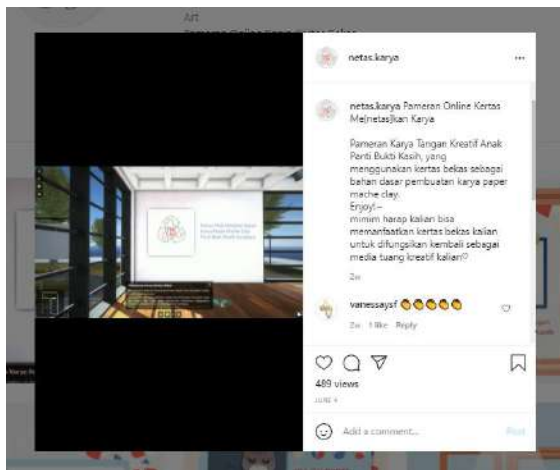 Art
netas.karya
netas.karya Pameran Online Kertas
Me[netas]kan Karya
Pameran Karya Tangan Kreatif Anak
Panti Bukti Kasih, yang
menggunakan kertas bekas sebagai
bahan dasar pembuatan karya paper
mache clay.
Enjoy!~
mimim harap kalian bisa
memanfaatkan kertas bekas kalian
untuk difungsikan kembali sebagai
media tuang kreatif kalian♡
2w
vanessaysf 👏👏👏👏👏
2w 1 like Reply
489 views
JUNE 4
Add a comment...
Post